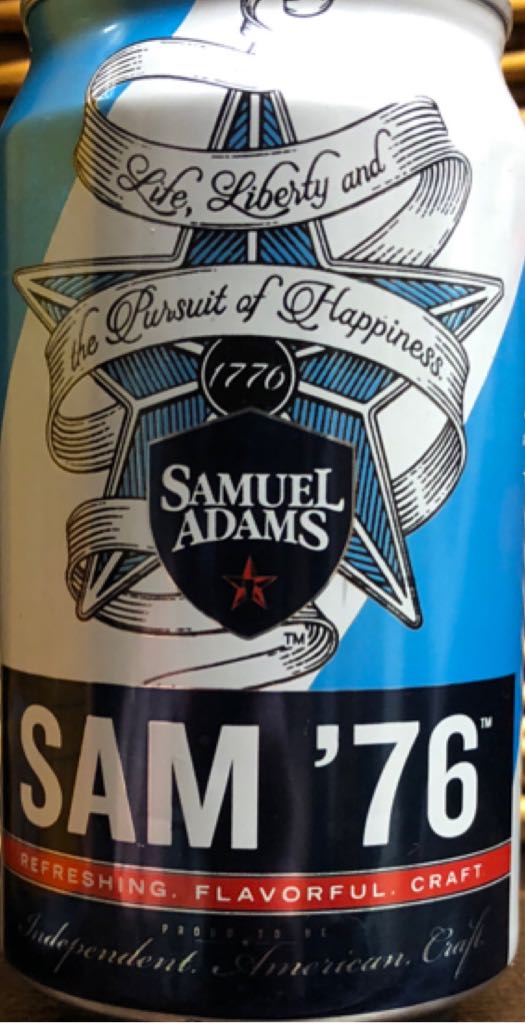 Life, Liberty and
the Pursuit of Happiness.
1776
SAMUEL
ADAMS
TM
SAM '76™
REFRESHING. FLAVORFUL. CRAFT
PROUD TO BE
Independent. American. Craft.